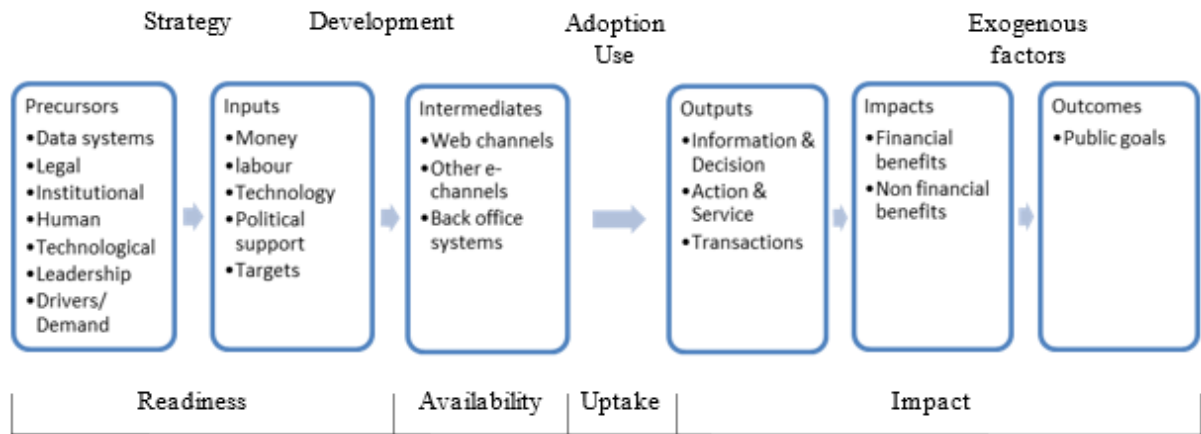 Strategy
Development
Adoption
Use
Exogenous
factors
Precursors
•Data systems
•Legal
•Institutional
•Human
•Technological
•Leadership
•Drivers/
Demand
Inputs
•Money
•labour
•Technology
•Political
support
•Targets
Intermediates
•Web channels
•Other e-
channels
•Back office
systems
Outputs
•Information &
Decision
•Action &
Service
•Transactions
Impacts
•Financial
benefits
•Non financial
benefits
Outcomes
•Public goals
Readiness
Availability
Uptake
Impact